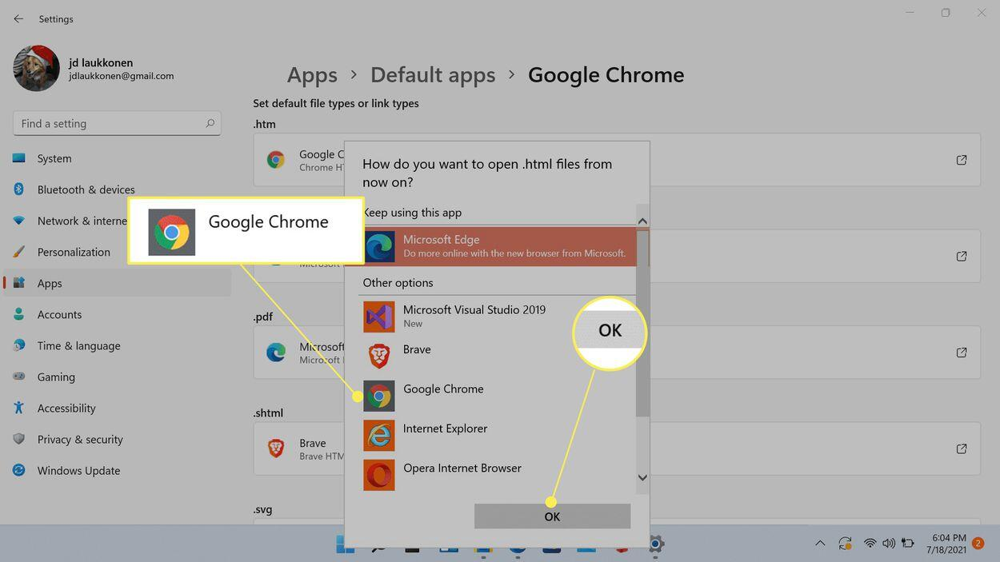 Settings
jd laukkonen
jdlaukkonen@gmail.com
Find a setting
System
Bluetooth & devices
Network & interne
Personalization
Apps
Accounts
Time & language
Gaming
Accessibility
Privacy & security
Windows Update
Apps > Default apps > Google Chrome
Set default file types or link types
.htm
Google C
Chrome HT
Microsoft
.pdf
Microsoft
Microsoft
.shtml
Brave
Brave HTM
.svg
How do you want to open .html files from
now on?
Keep using this app
Microsoft Edge
Do more online with the new browser from Microsoft.
Other options
Microsoft Visual Studio 2019
New
Brave
Google Chrome
Internet Explorer
Opera Internet Browser
OK
Google Chrome
OK
6:04 PM
7/18/2021
2